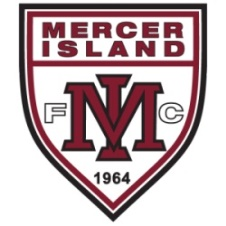 MERCER
ISLAND
F MI C
1964